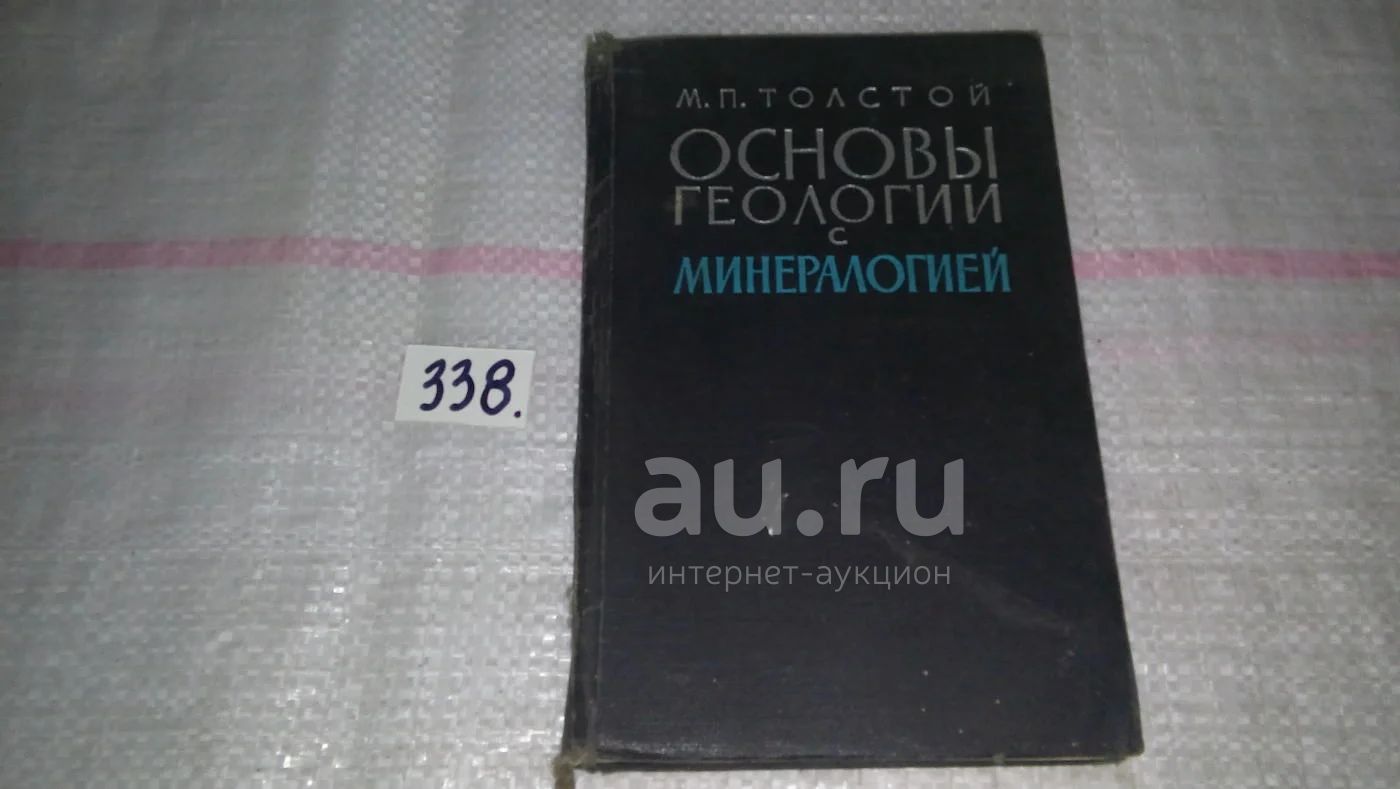 М.П. ТОЛСТОЙ
ОСНОВЫ
ГЕОЛОГИИ
С
МИНЕРАЛОГИЕЙ
338.
au.ru
интернет-аукцион